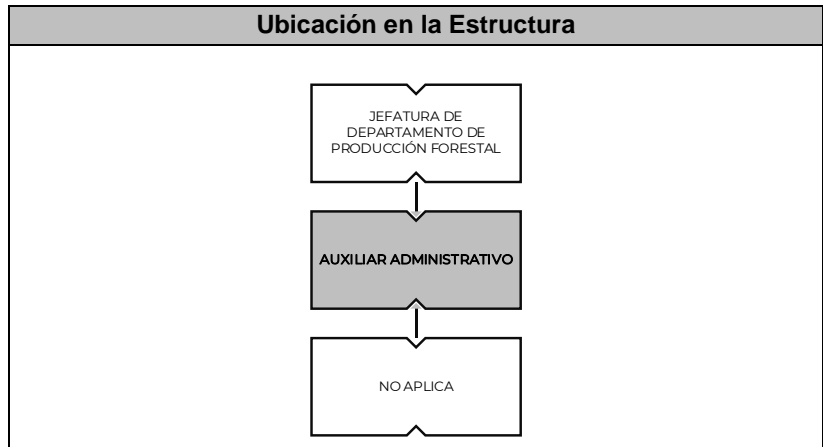 Ubicación en la Estructura
JEFATURA DE
DEPARTAMENTO DE
PRODUCCIÓN FORESTAL
AUXILIAR ADMINISTRATIVO
NO APLICA